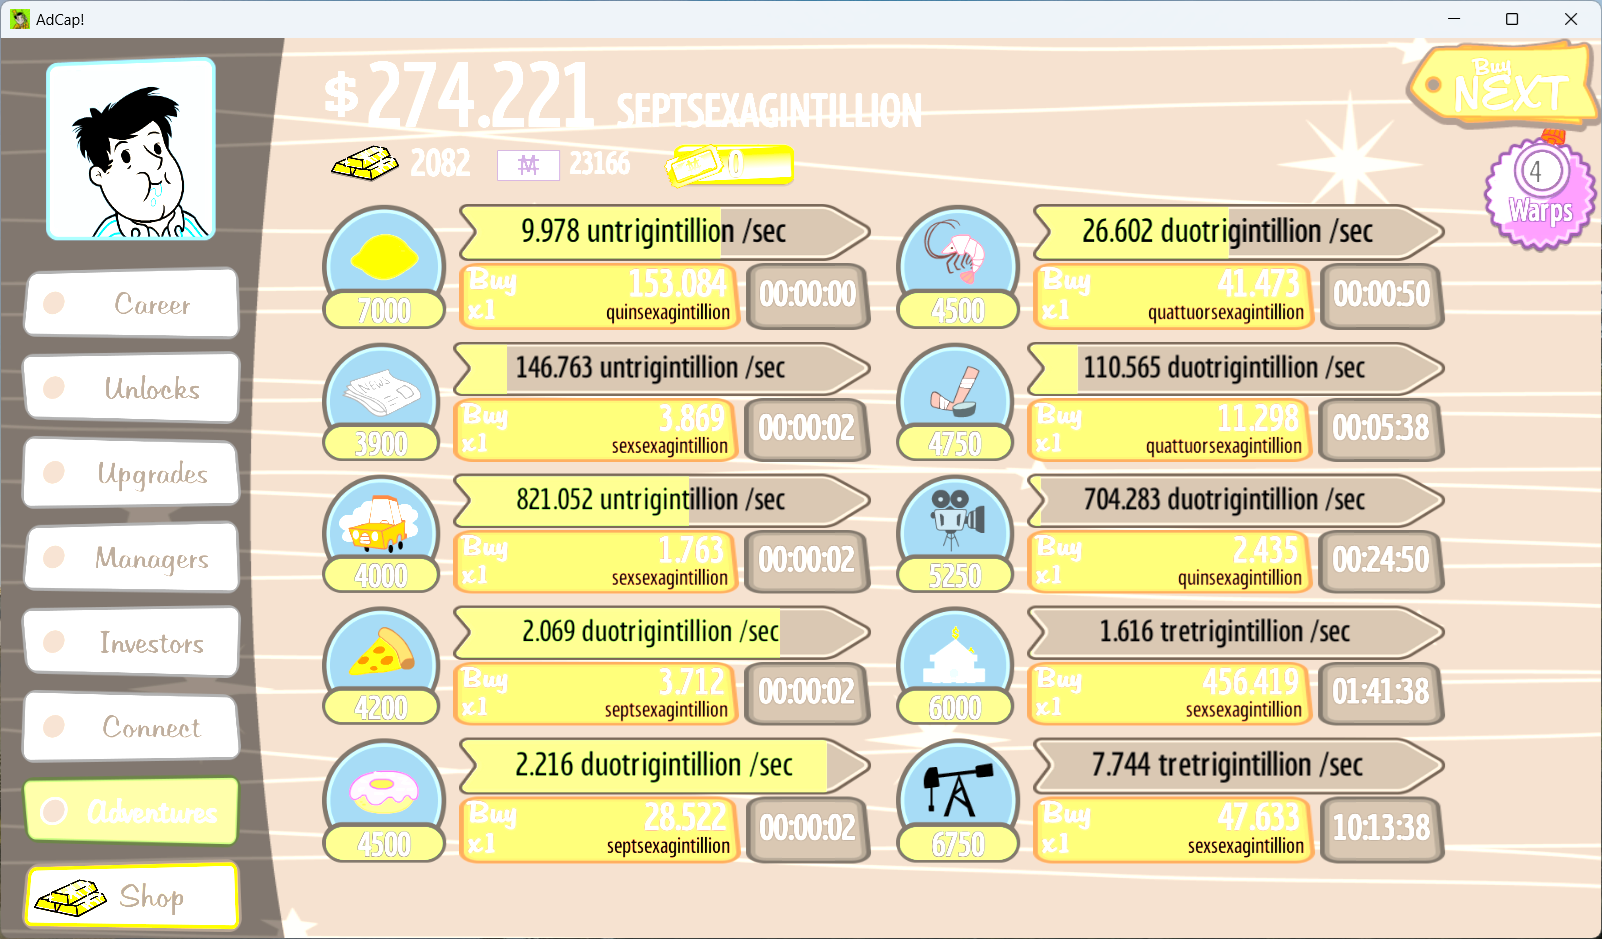 AdCap!
$274.221 SEPTSEXAGINTILLION
2082 23166 0
Buy
NEXT
4
Warps
Career
Unlocks
Upgrades
Managers
Investors
Connect
Adventures
Shop
9.978 untrigintillion /sec
7000
Buy
x1
153.084
quinsexagintillion
00:00:00
146.763 untrigintillion /sec
3900
Buy
x1
3.869
sexsexagintillion
00:00:02
NEWS
821.052 untrigintillion /sec
4000
Buy
x1
1.763
sexsexagintillion
00:00:02
2.069 duotrigintillion /sec
4200
Buy
x1
3.712
septsexagintillion
00:00:02
2.216 duotrigintillion /sec
4500
Buy
x1
28.522
septsexagintillion
00:00:02
26.602 duotrigintillion /sec
4500
Buy
x1
41.473
quattuorsexagintillion
00:00:50
110.565 duotrigintillion /sec
4750
Buy
x1
11.298
quattuorsexagintillion
00:05:38
704.283 duotrigintillion /sec
5250
Buy
x1
2.435
quinsexagintillion
00:24:50
1.616 tretrigintillion /sec
6000
Buy
x1
456.419
sexsexagintillion
01:41:38
7.744 tretrigintillion /sec
6750
Buy
x1
47.633
sexsexagintillion
10:13:38